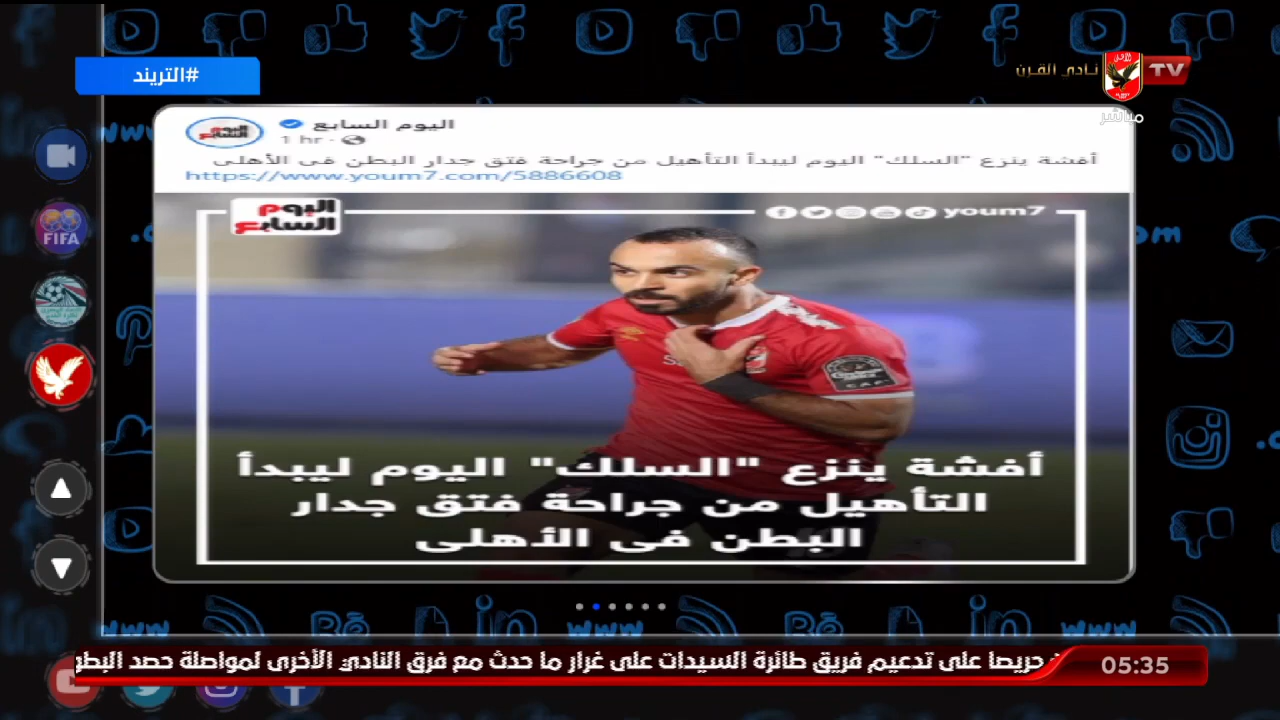 #التريند
نادي القرن
TV
مباشر
اليوم السابع
اليوم السابع
1 hr
أفشة ينزع "السلك" اليوم ليبدأ التأهيل من جراحة فتق جدار البطن فى الأهلى
https://www.youm7.com/5886608
اليوم السابع
youm7
FIFA
أفشة ينزع "السلك" اليوم ليبدأ
التأهيل من جراحة فتق جدار
البطن فى الأهلى
حريصا على تدعيم فريق طائرة السيدات على غرار ما حدث مع فرق النادي الأخرى لمواصلة حصد
05:35